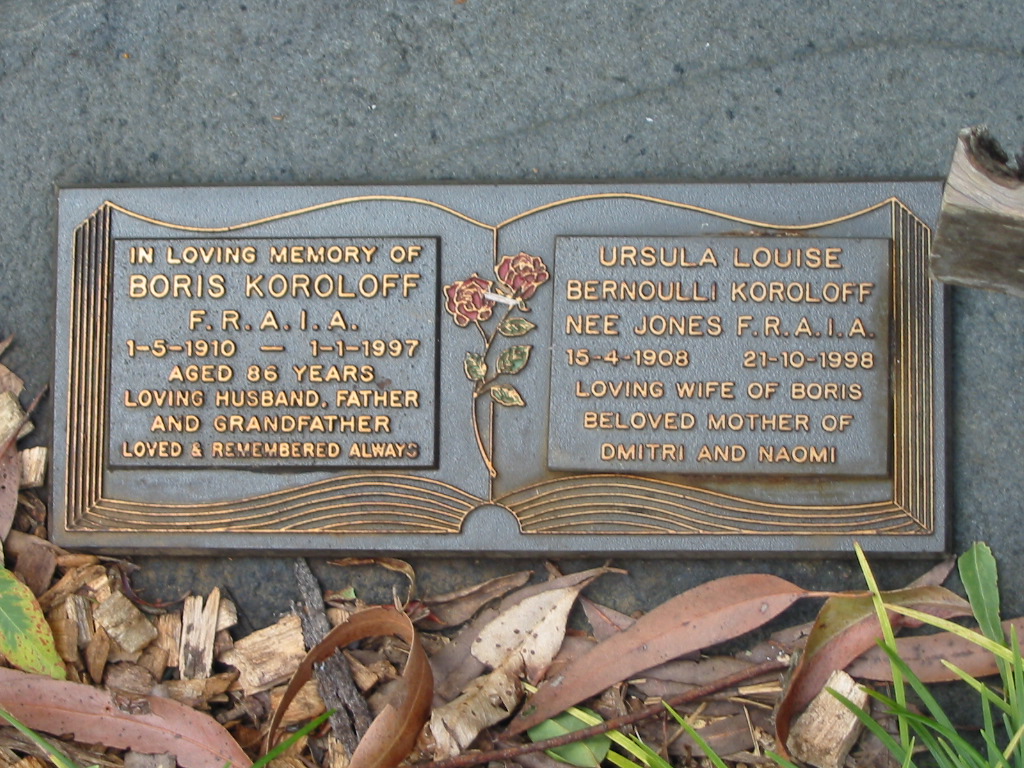 IN LOVING MEMORY OF
BORIS KOROLOFF
F.R.A.I.A.
1-5-1910 — 1-1-1997
AGED 86 YEARS
LOVING HUSBAND, FATHER
AND GRANDFATHER
LOVED & REMEMBERED ALWAYS
URSULA LOUISE
BERNOULLI KOROLOFF
NEE JONES F.R.A.I.A.
15-4-1908 21-10-1998
LOVING WIFE OF BORIS
BELOVED MOTHER OF
DMITRI AND NAOMI